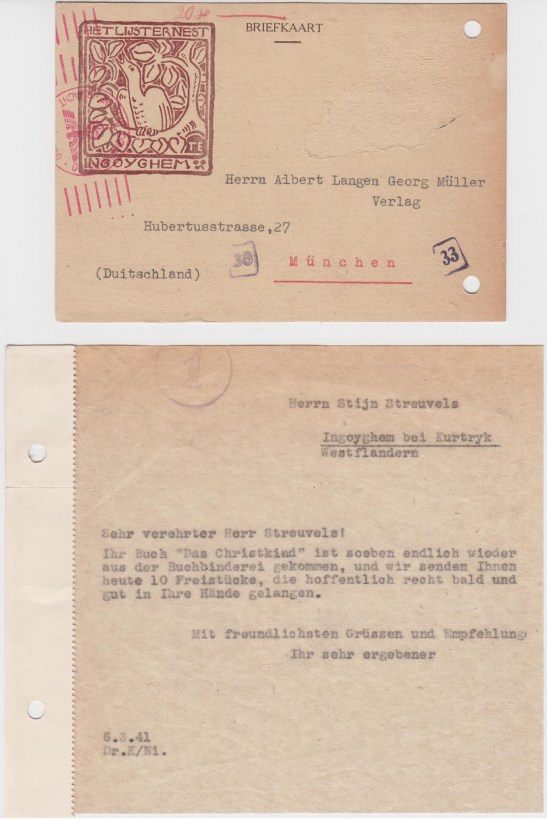 20
BRIEFKAART
HET LIJSTERNEST
INGOYGHEM
Herrn Albert Langen Georg Müller
Verlag
Hubertusstrasse,27
38
München
33
(Duitschland)
1
Herrn Stijn Streuvels
Ingoyghem bei Kurtryk
Westflandern
Sehr verehrter Herr Streuvels!
Ihr Buch "Das Christkind" ist soeben endlich wieder
aus der Buchbinderei gekommen, und wir senden Ihnen
heute 10 Freistücke, die hoffentlich recht bald und
gut in Ihre Hände gelangen.
Mit freundlichsten Grüssen und Empfehlung
Ihr sehr ergebener
6.3.41
Dr.K/Ni.